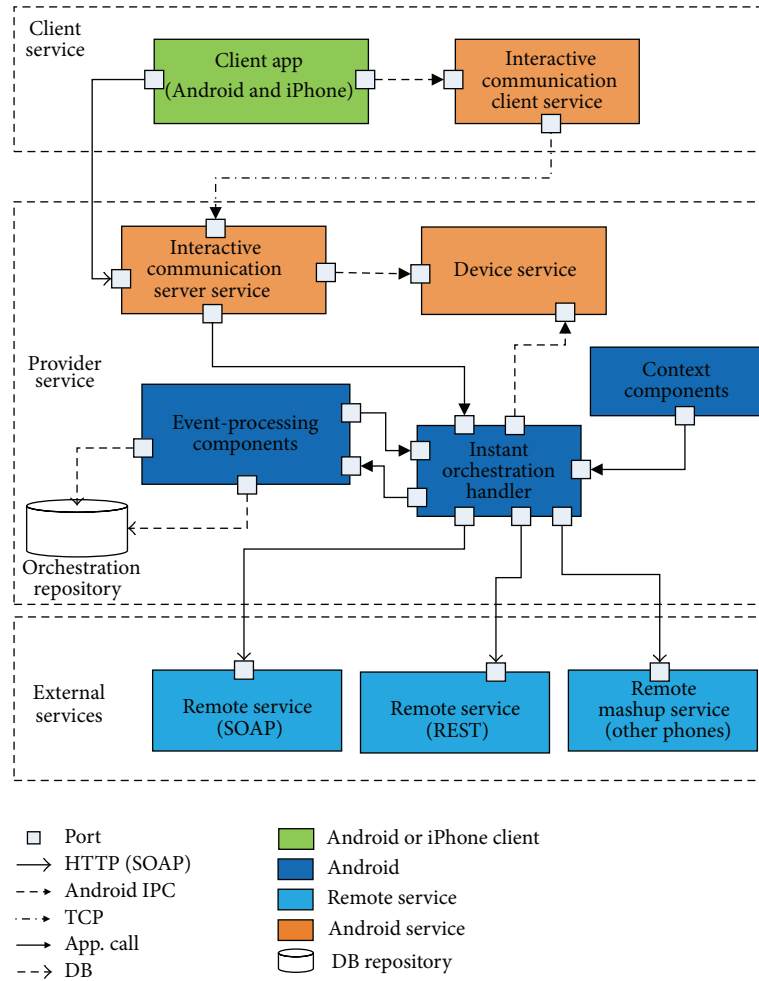 Client
service
Client app
(Android and iPhone)
Interactive
communication
client service
Interactive
communication
server service
Device service
Provider
service
Context
components
Event-processing
components
Instant
orchestration
handler
Orchestration
repository
External
services
Remote service
(SOAP)
Remote service
(REST)
Remote
mashup service
(other phones)
Port
HTTP (SOAP)
Android IPC
TCP
App. call
DB
Android or iPhone client
Android
Remote service
Android service
DB repository